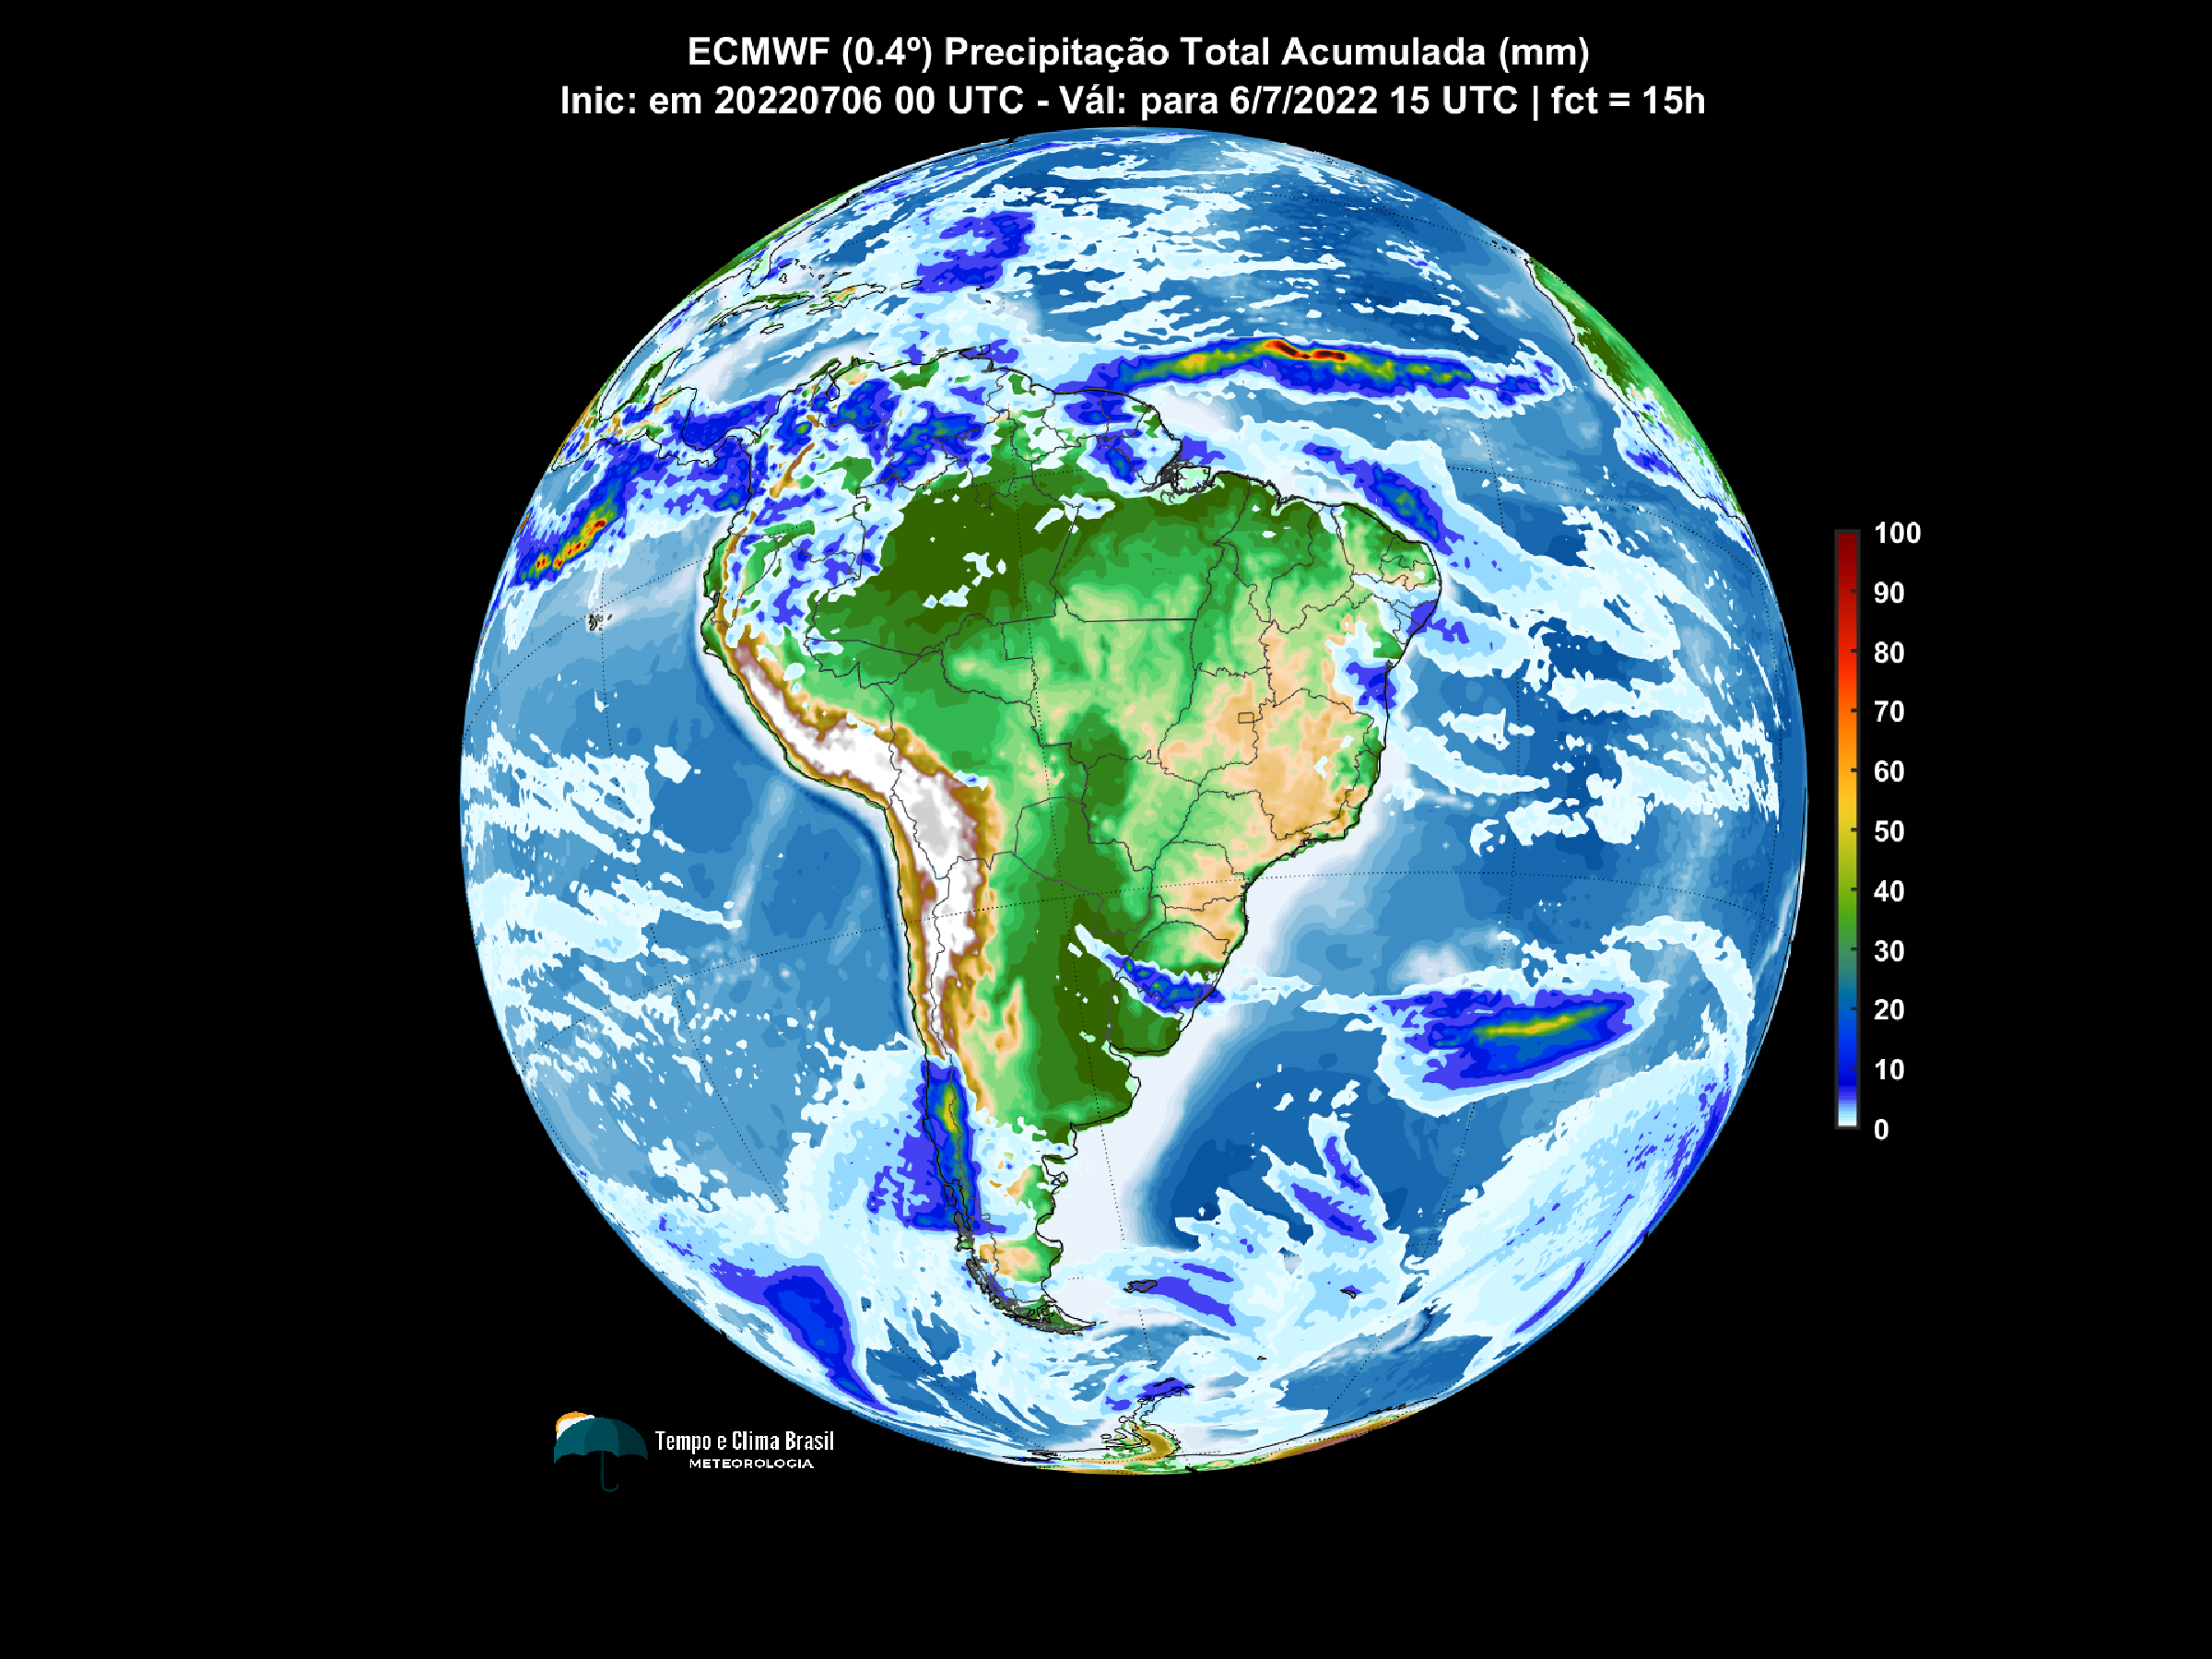 ECMWF (0.4º) Precipitação Total Acumulada (mm)
Inic: em 20220706 00 UTC - Vál: para 6/7/2022 15 UTC | fct = 15h
100
90
80
70
60
50
40
30
20
10
0
Tempo e Clima Brasil
METEOROLOGIA